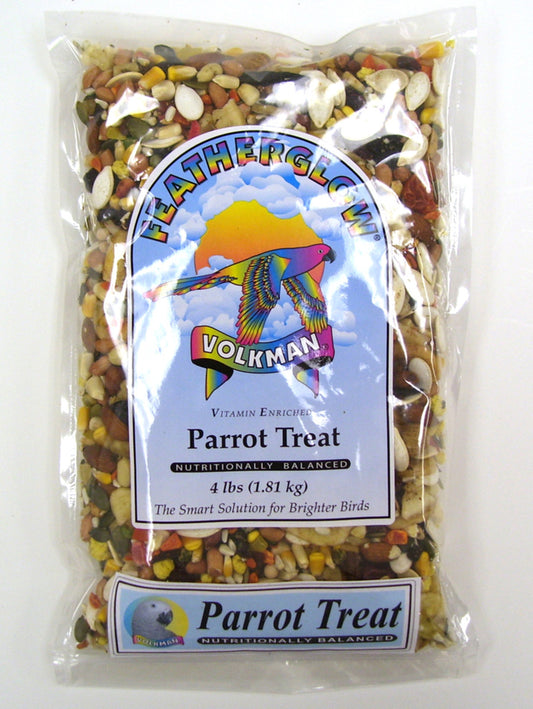 FEATHERGLOW®
VOLKMAN
VITAMIN ENRICHED
Parrot Treat
NUTRITIONALLY BALANCED
4 lbs (1.81 kg)
The Smart Solution for Brighter Birds
Parrot Treat
VOLKMAN
NUTRITIONALLY BALANCED